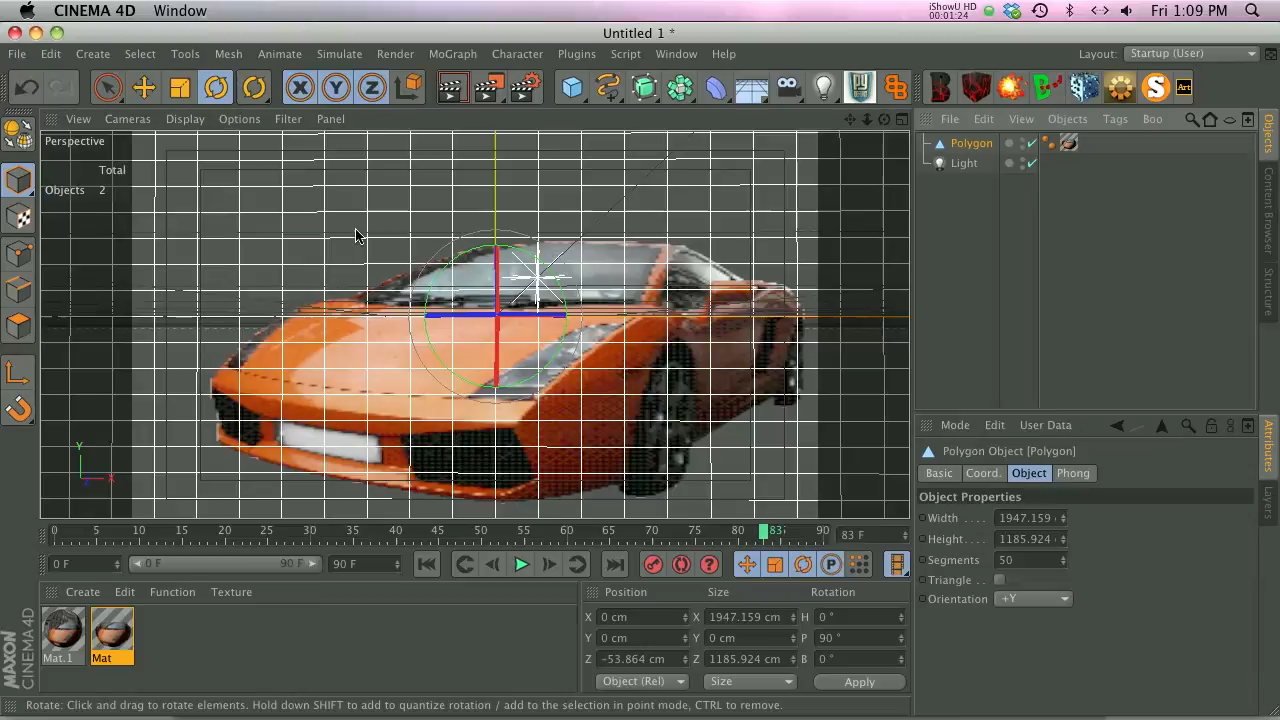 CINEMA 4D Window
iShowU HD
00:01:24
Fri 1:09 PM
Untitled 1 *
File Edit Create Select Tools Mesh Animate Simulate Render MoGraph Character Plugins Script Window Help
Layout: Startup (User)
X Y Z
Art
View Cameras Display Options Filter Panel
File Edit View Objects Tags Boo
Perspective
Total
Objects 2
Polygon
Light
Objects
Content Browser
Structure
Y
X
Z
Mode Edit User Data
Polygon Object [Polygon]
Basic Coord. Object Phong
Object Properties
Width . . . . 1947.159
Height . . . 1185.924
Segments 50
Triangle . .
Orientation +Y
Attributes
Layers
0 5 10 15 20 25 30 35 40 45 50 55 60 65 70 75 80 83 90
83 F
0 F 0 F 90 F 90 F
P
Create Edit Function Texture
Mat.1
Mat
Position Size Rotation
X 0 cm X 1947.159 cm H 0 °
Y 0 cm Y 0 cm P 90 °
Z -53.864 cm Z 1185.924 cm B 0 °
Object (Rel) Size Apply
MAXON
CINEMA 4D
Rotate: Click and drag to rotate elements. Hold down SHIFT to add to quantize rotation / add to the selection in point mode, CTRL to remove.